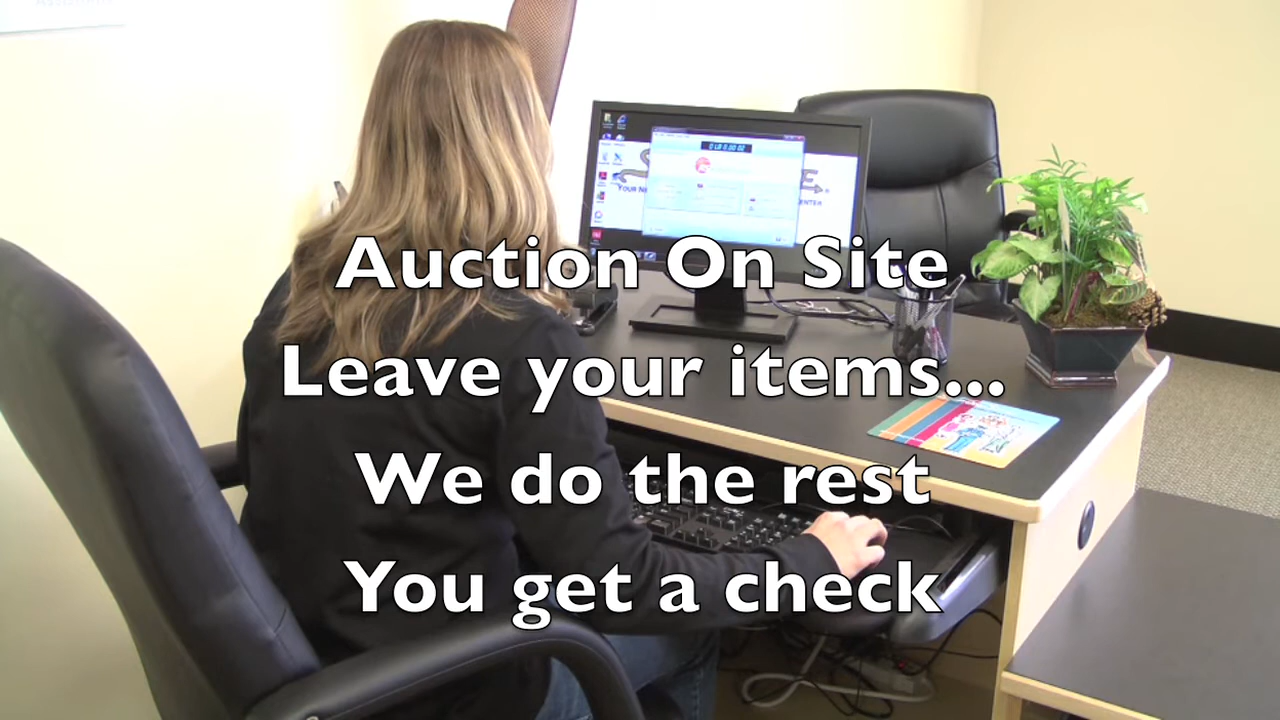 Auction On Site
Leave your items...
We do the rest
You get a check